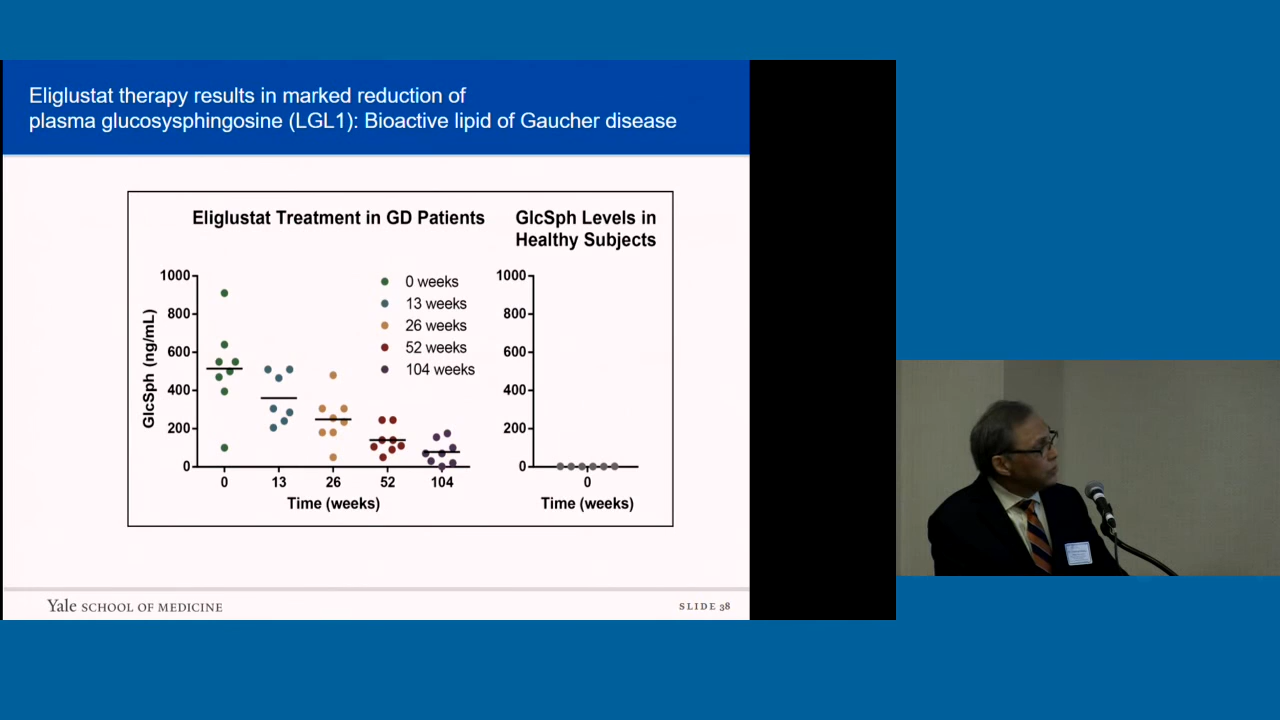 Eliglustat therapy results in marked reduction of
plasma glucosysphingosine (LGL1): Bioactive lipid of Gaucher disease
Eliglustat Treatment in GD Patients
GlcSph (ng/mL)
1000
800
600
400
200
0
0 weeks
13 weeks
26 weeks
52 weeks
104 weeks
0 13 26 52 104
Time (weeks)
GlcSph Levels in
Healthy Subjects
1000
800
600
400
200
0
0
Time (weeks)
Yale SCHOOL OF MEDICINE
SLIDE 38